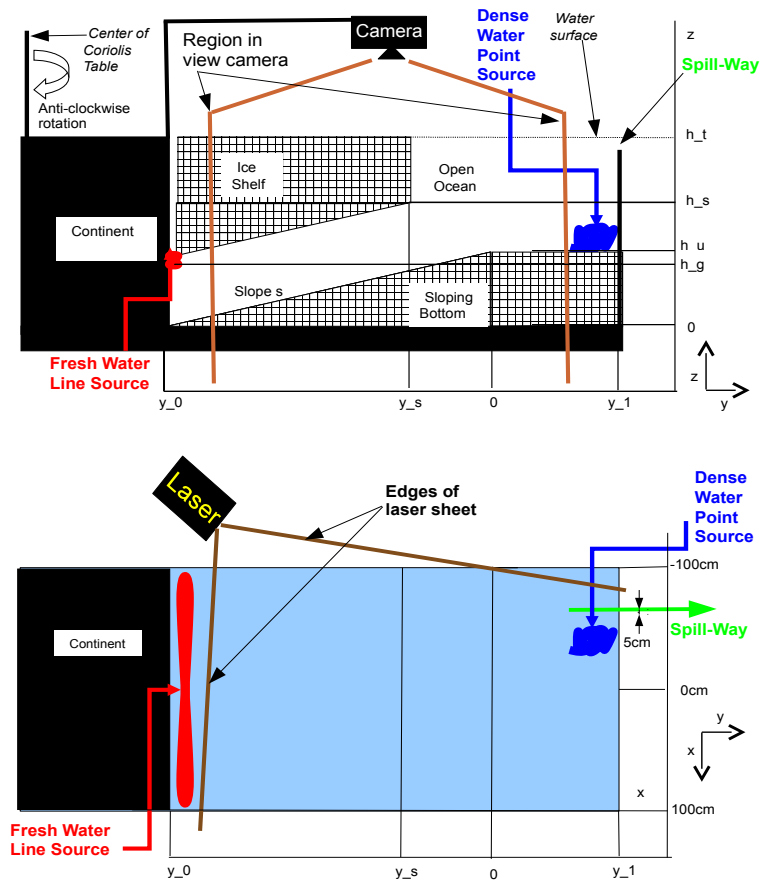 Center of
Coriolis
Table
Anti-clockwise
rotation
Region in
view camera
Camera
Dense
Water
Point
Source
Water
surface
Spill-Way
z
h_t
h_s
h_u
h_g
0
Ice
Shelf
Open
Ocean
Continent
Slope s
Sloping
Bottom
Fresh Water
Line Source
y_0
y_s
0
y_1
z
y
Laser
Edges of
laser sheet
Dense
Water
Point
Source
-100cm
Spill-Way
5cm
Continent
0cm
y
x
x
100cm
Fresh Water
Line Source
y_0
y_s
0
y_1